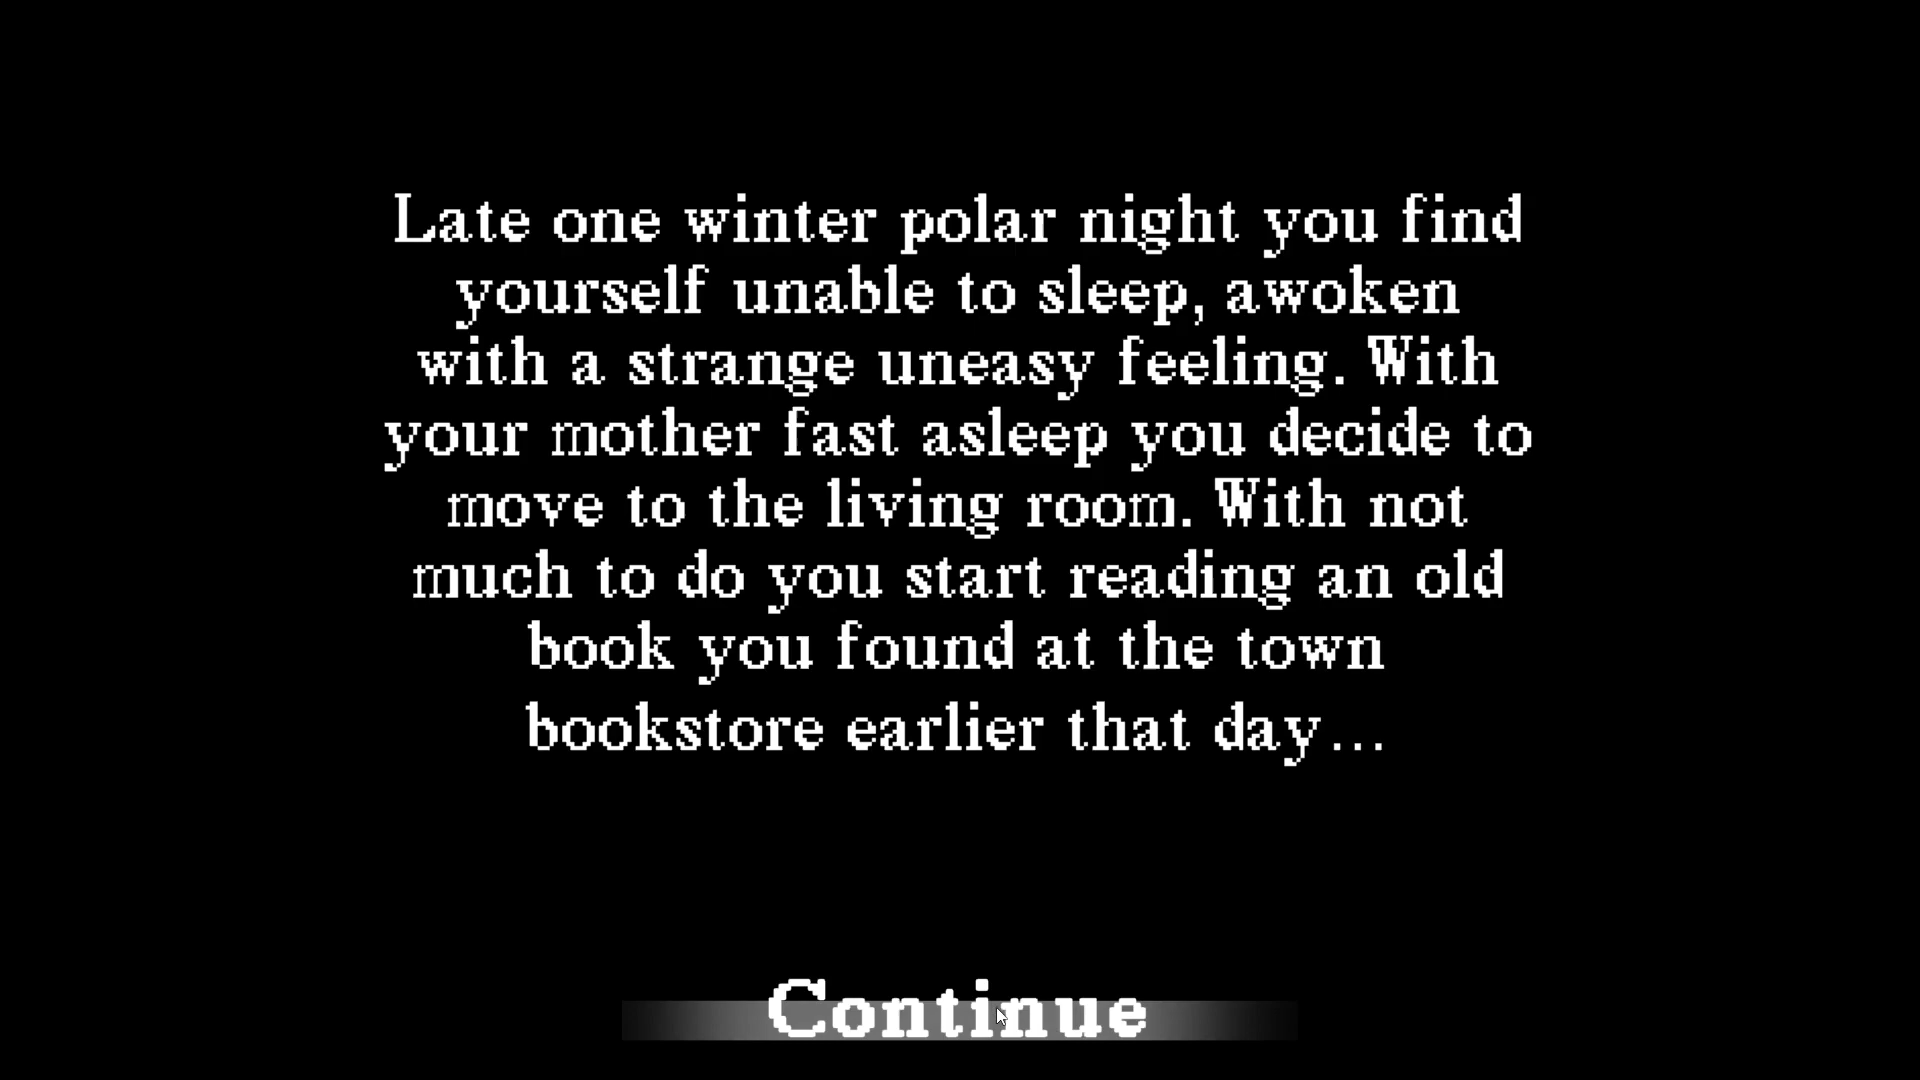 Late one winter polar night you find
yourself unable to sleep, awoken
with a strange uneasy feeling. With
your mother fast asleep you decide to
move to the living room. With not
much to do you start reading an old
book you found at the town
bookstore earlier that day...
Continue